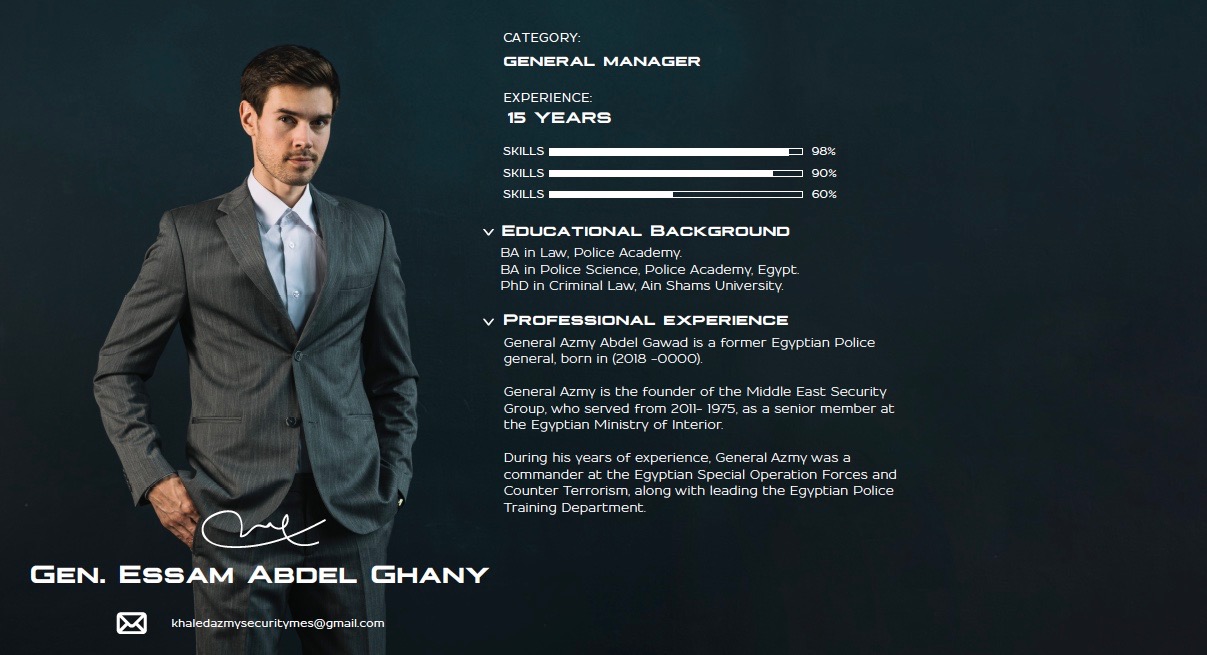 CATEGORY:
GENERAL MANAGER
EXPERIENCE:
15 YEARS
SKILLS 98%
SKILLS 90%
SKILLS 60%
EDUCATIONAL BACKGROUND
BA in Law, Police Academy.
BA in Police Science, Police Academy, Egypt.
PhD in Criminal Law, Ain Shams University.
PROFESSIONAL EXPERIENCE
General Azmy Abdel Gawad is a former Egyptian Police
general, born in (2018 -0000).
General Azmy is the founder of the Middle East Security
Group, who served from 2011- 1975, as a senior member at
the Egyptian Ministry of Interior.
During his years of experience, General Azmy was a
commander at the Egyptian Special Operation Forces and
Counter Terrorism, along with leading the Egyptian Police
Training Department.
GEN. ESSAM ABDEL GHANY
khaledazmysecuritymes@gmail.com